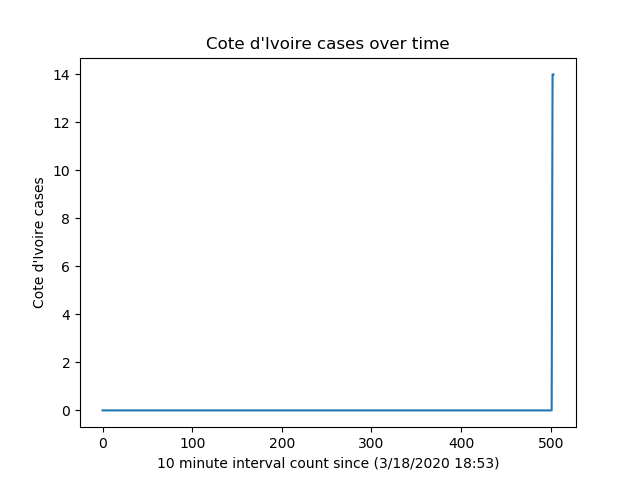 Cote d'Ivoire cases over time
14
12
10
8
6
4
2
0
Cote d'Ivoire cases
0 100 200 300 400 500
10 minute interval count since (3/18/2020 18:53)